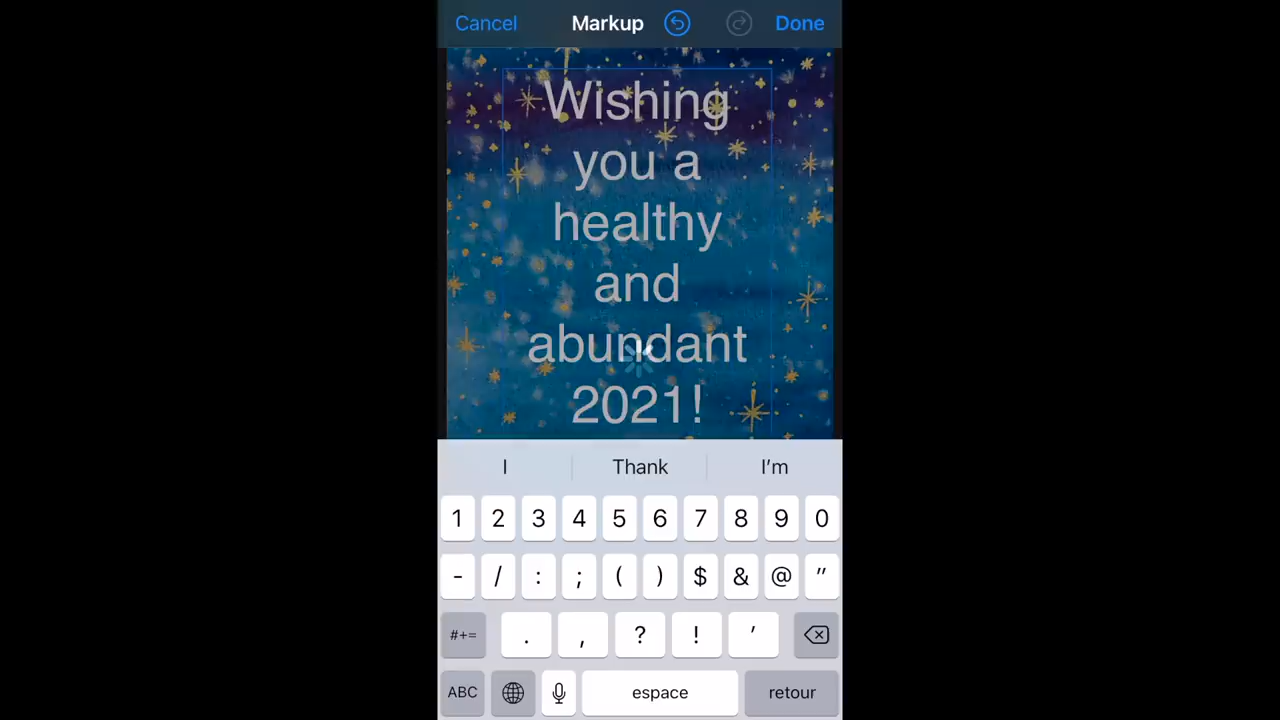 Cancel Markup Done
Wishing
you a
healthy
and
abundant
2021!
I Thank I'm
1 2 3 4 5 6 7 8 9 0
- / : ; ( ) $ & @ "
#+= . , ? ! '
ABC espace retour